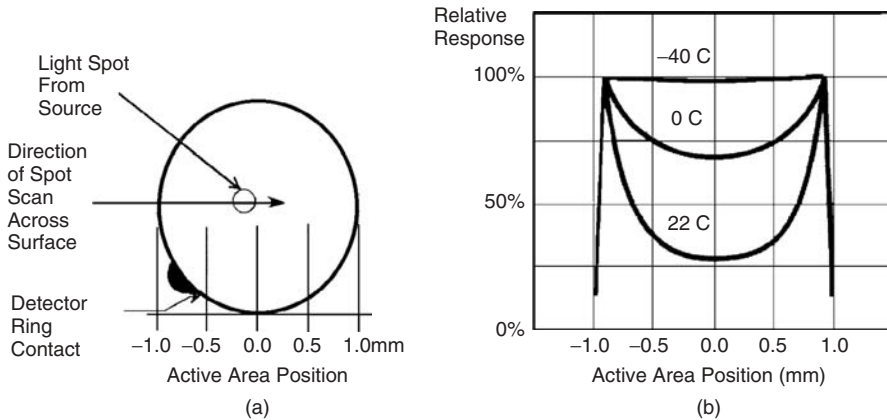 Light Spot
From
Source
Direction
of Spot
Scan
Across
Surface
Detector
Ring
Contact
−1.0 −0.5 0.0 0.5 1.0mm
Active Area Position
(a)
Relative
Response
100%
50%
0%
−40 C
0 C
22 C
−1.0 −0.5 0.0 0.5 1.0
Active Area Position (mm)
(b)